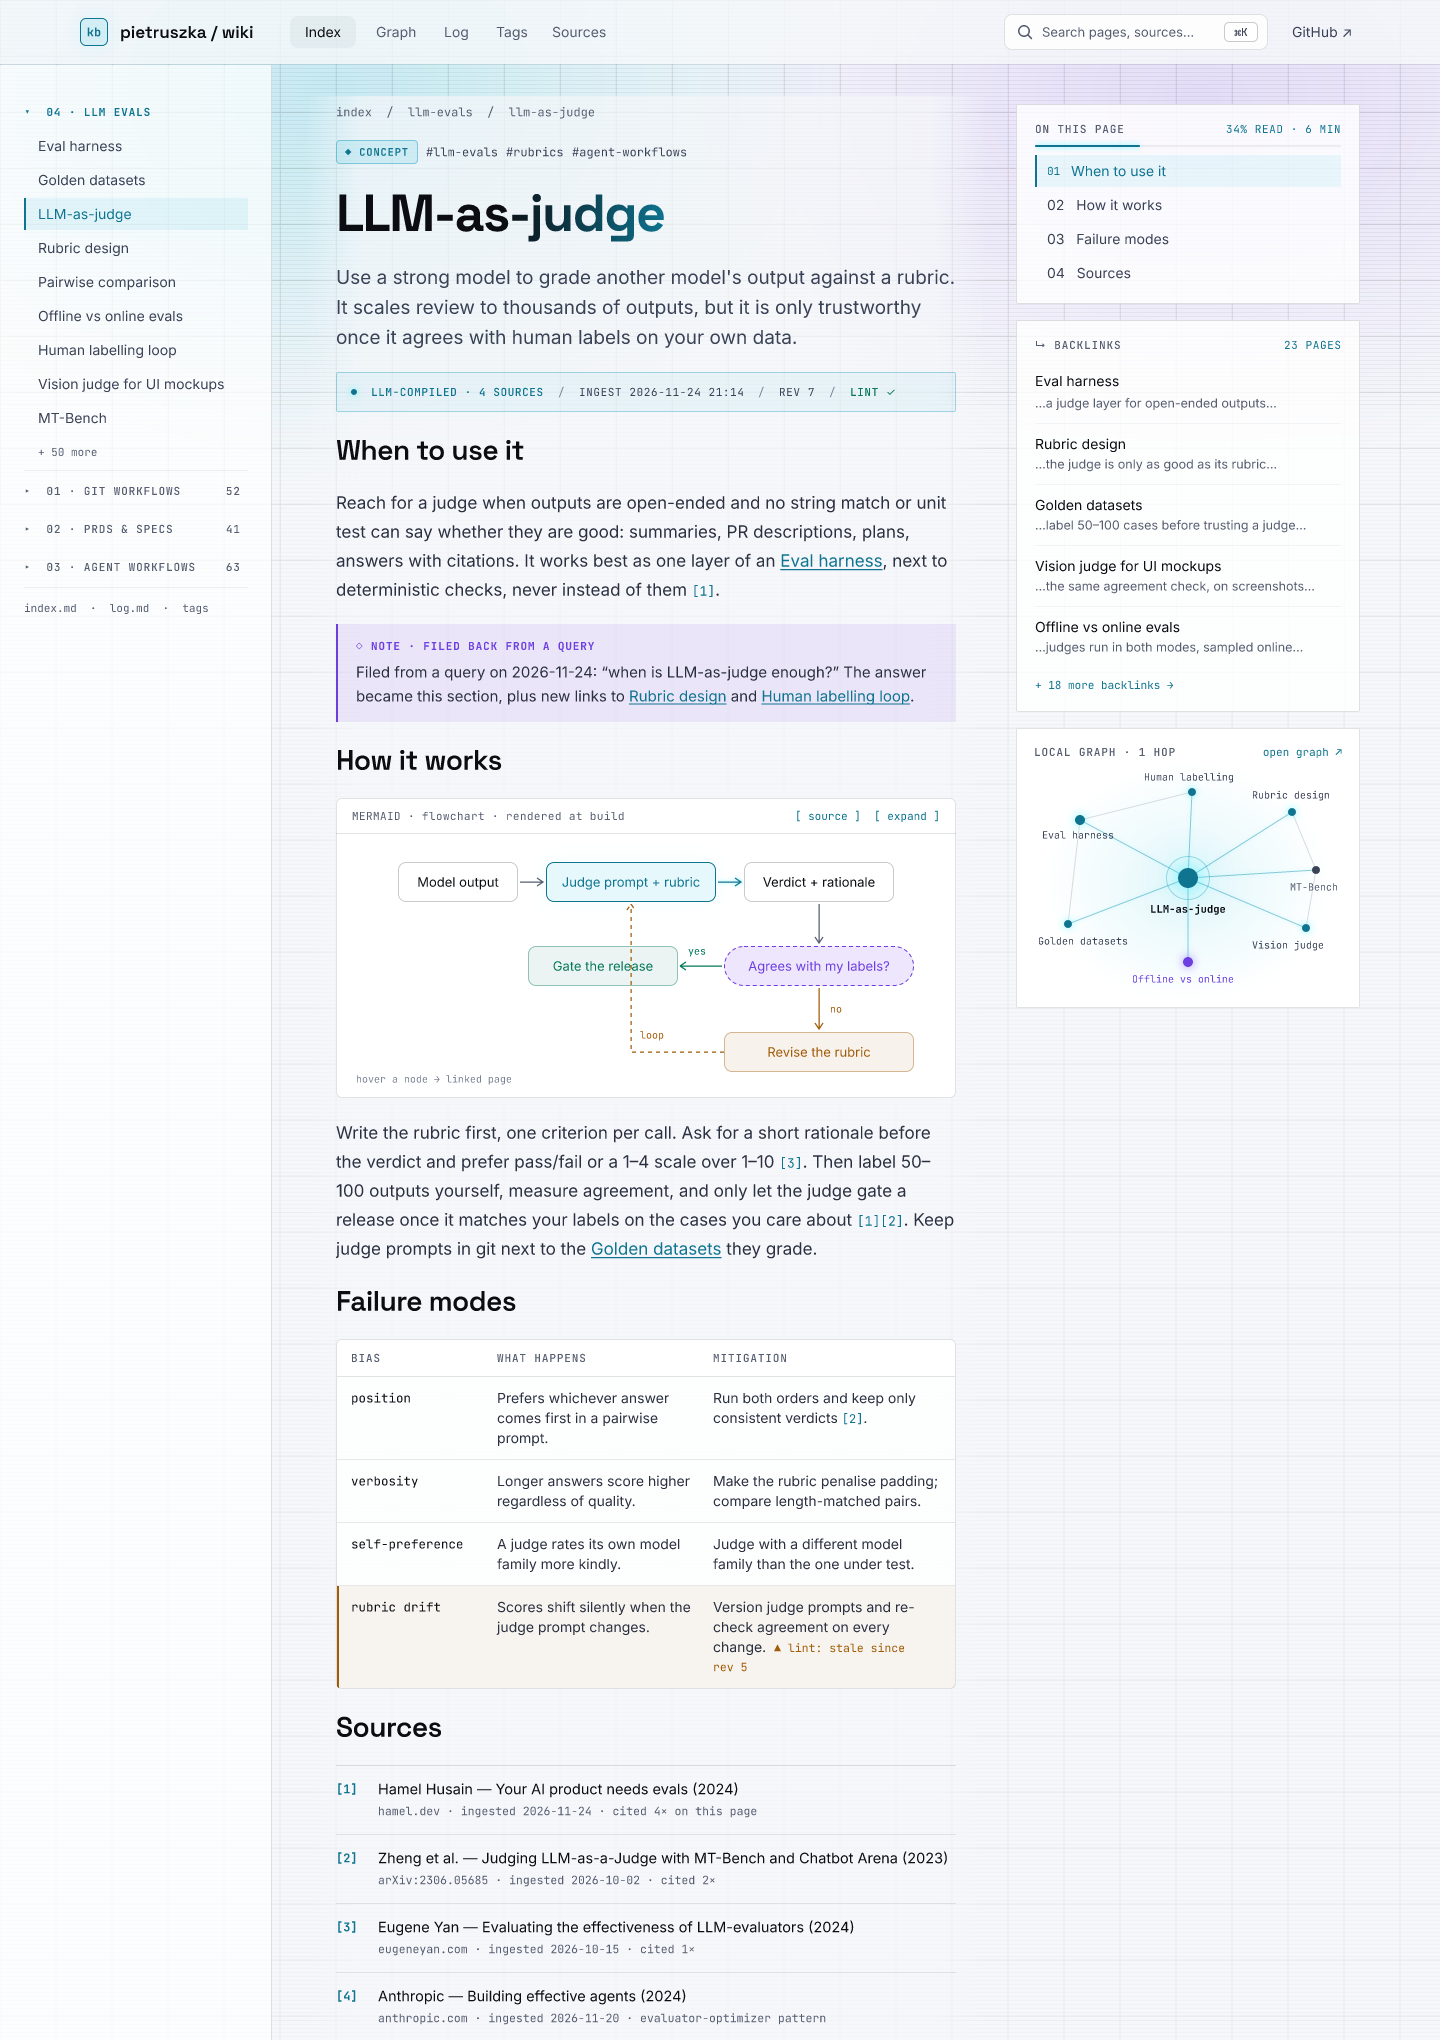 kb pietruszka / wiki Index Graph Log Tags Sources Search pages, sources... ⌘K GitHub ↗
▾ 04 · LLM EVALS
Eval harness
Golden datasets
LLM-as-judge
Rubric design
Pairwise comparison
Offline vs online evals
Human labelling loop
Vision judge for UI mockups
MT-Bench
+ 50 more
▸ 01 · GIT WORKFLOWS 52
▸ 02 · PRDS & SPECS 41
▸ 03 · AGENT WORKFLOWS 63
index.md · log.md · tags
index / llm-evals / llm-as-judge
◆ CONCEPT #llm-evals #rubrics #agent-workflows
LLM-as-judge
Use a strong model to grade another model's output against a rubric.
It scales review to thousands of outputs, but it is only trustworthy
once it agrees with human labels on your own data.
● LLM-COMPILED · 4 SOURCES / INGEST 2026-11-24 21:14 / REV 7 / LINT ✓
When to use it
Reach for a judge when outputs are open-ended and no string match or unit
test can say whether they are good: summaries, PR descriptions, plans,
answers with citations. It works best as one layer of an Eval harness, next to
deterministic checks, never instead of them [1].
◇ NOTE · FILED BACK FROM A QUERY
Filed from a query on 2026-11-24: “when is LLM-as-judge enough?” The answer
became this section, plus new links to Rubric design and Human labelling loop.
How it works
MERMAID · flowchart · rendered at build [ source ] [ expand ]
Model output
Judge prompt + rubric
Verdict + rationale
Gate the release
yes
Agrees with my labels?
no
loop
Revise the rubric
hover a node → linked page
Write the rubric first, one criterion per call. Ask for a short rationale before
the verdict and prefer pass/fail or a 1–4 scale over 1–10 [3]. Then label 50–
100 outputs yourself, measure agreement, and only let the judge gate a
release once it matches your labels on the cases you care about [1][2]. Keep
judge prompts in git next to the Golden datasets they grade.
Failure modes
BIAS WHAT HAPPENS MITIGATION
position
Prefers whichever answer
comes first in a pairwise
prompt.
Run both orders and keep only
consistent verdicts [2].
verbosity
Longer answers score higher
regardless of quality.
Make the rubric penalise padding;
compare length-matched pairs.
self-preference
A judge rates its own model
family more kindly.
Judge with a different model
family than the one under test.
rubric drift
Scores shift silently when the
judge prompt changes.
Version judge prompts and re-
check agreement on every
change. ▲ lint: stale since
rev 5
Sources
[1] Hamel Husain — Your AI product needs evals (2024)
hamel.dev · ingested 2026-11-24 · cited 4× on this page
[2] Zheng et al. — Judging LLM-as-a-Judge with MT-Bench and Chatbot Arena (2023)
arXiv:2306.05685 · ingested 2026-10-02 · cited 2×
[3] Eugene Yan — Evaluating the effectiveness of LLM-evaluators (2024)
eugeneyan.com · ingested 2026-10-15 · cited 1×
[4] Anthropic — Building effective agents (2024)
anthropic.com · ingested 2026-11-20 · evaluator-optimizer pattern
ON THIS PAGE 34% READ · 6 MIN
01 When to use it
02 How it works
03 Failure modes
04 Sources
↳ BACKLINKS 23 PAGES
Eval harness
...a judge layer for open-ended outputs...
Rubric design
...the judge is only as good as its rubric...
Golden datasets
...label 50–100 cases before trusting a judge...
Vision judge for UI mockups
...the same agreement check, on screenshots...
Offline vs online evals
...judges run in both modes, sampled online...
+ 18 more backlinks →
LOCAL GRAPH · 1 HOP open graph ↗
Human labelling
Rubric design
Eval harness
MT-Bench
LLM-as-judge
Golden datasets
Vision judge
Offline vs online